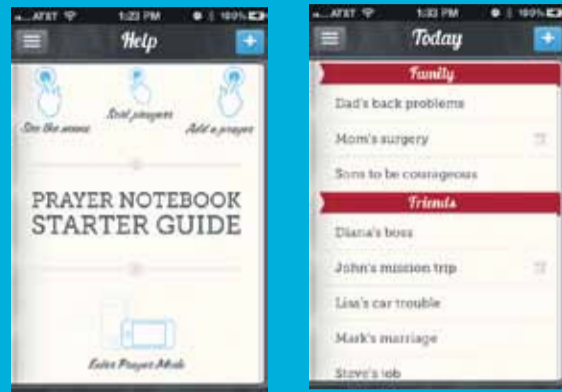 AT&T 1:23 PM 100%
Help
See the menu
Sort prayers
Add a prayer
PRAYER NOTEBOOK
STARTER GUIDE
Enter Prayer Mode
AT&T 1:33 PM 100%
Today
Family
Dad's back problems
Mom's surgery
Sons to be courageous
Friends
Diana's boss
John's mission trip
Lisa's car trouble
Mark's marriage
Steve's job